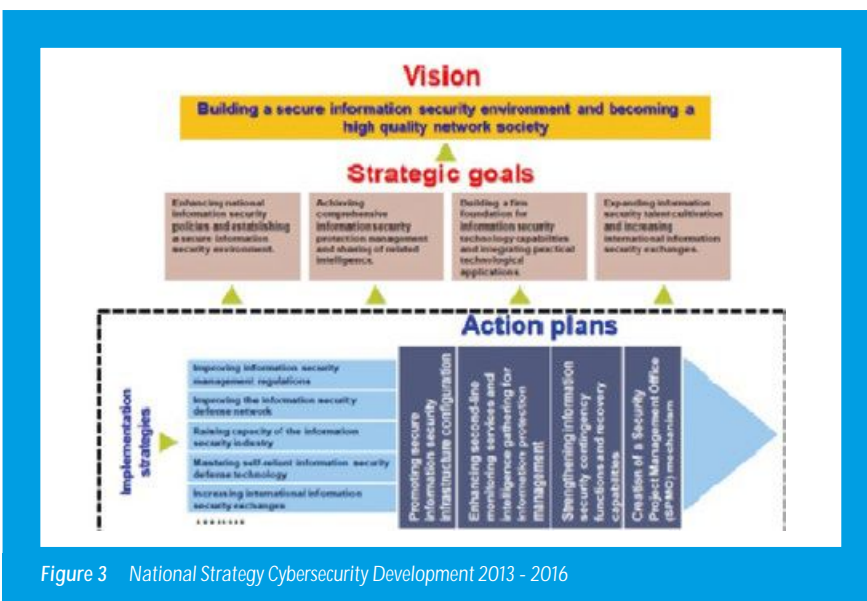 Vision
Building a secure information security environment and becoming a
high quality network society
Strategic goals
Enhancing national
information security
policies and establishing
a secure information
security environment.
Achieving
comprehensive
information security
protection management
and sharing of related
intelligence.
Building a firm
foundation for
information security
technology capabilities
and integrating practical
technological
applications.
Expanding information
security talent cultivation
and increasing
international information
security exchanges.
Action plans
Implementation
strategies
Improving information security
management regulations
Improving the information security
defense network
Raising capacity of the information
security industry
Mastering self-reliant information security
defense technology
Increasing international information
security exchanges
Promoting secure
information security
infrastructure configuration
Enhancing second-line
monitoring services and
intelligence gathering for
information protection
management
Strengthening information
security contingency
functions and recovery
capabilities
Creation of a Security
Project Management Office
(SPMC) mechanism
Figure 3 National Strategy Cybersecurity Development 2013 - 2016